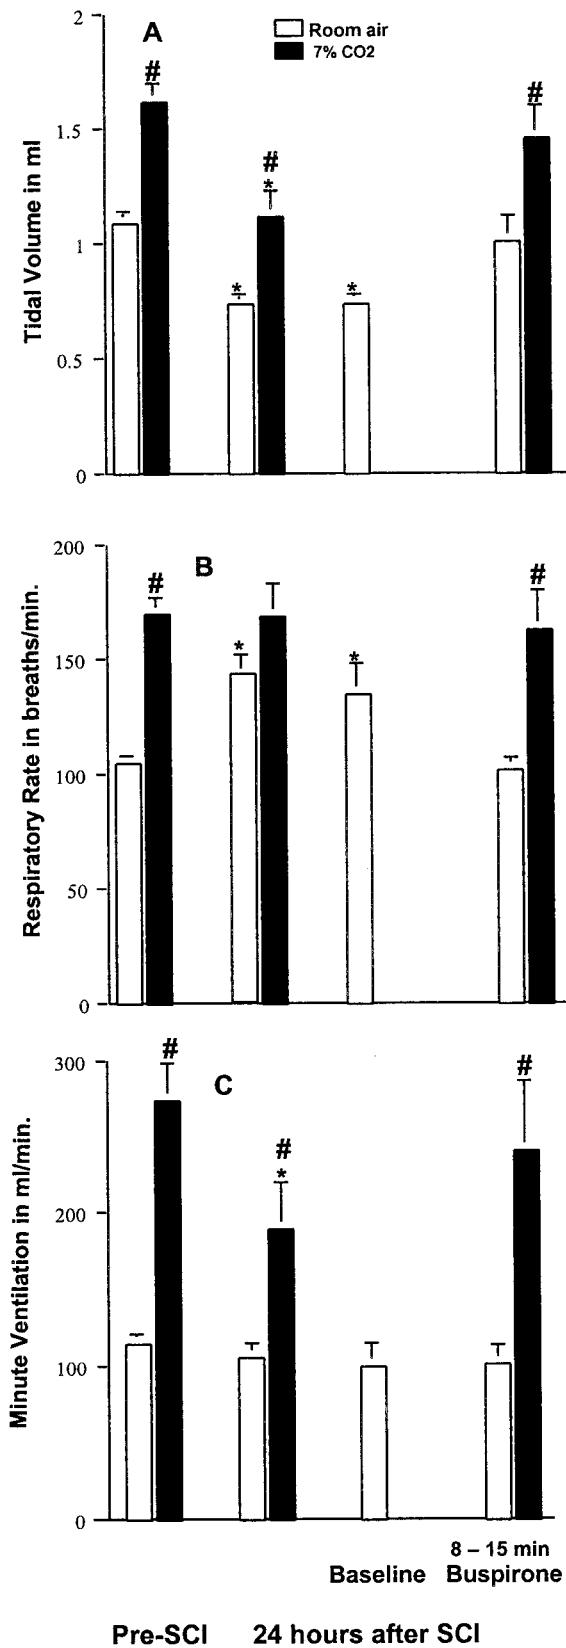 2
A
Room air
7% CO2
#
#
1.5
#
*
Tidal Volume in ml
1
*
*
0.5
0
200
B
#
#
150
*
*
Respiratory Rate in breaths/min.
100
50
0
300
#
C
#
#
*
200
Minute Ventilation in ml/min.
100
0
8 – 15 min
Baseline
Buspirone
Pre-SCI
24 hours after SCI